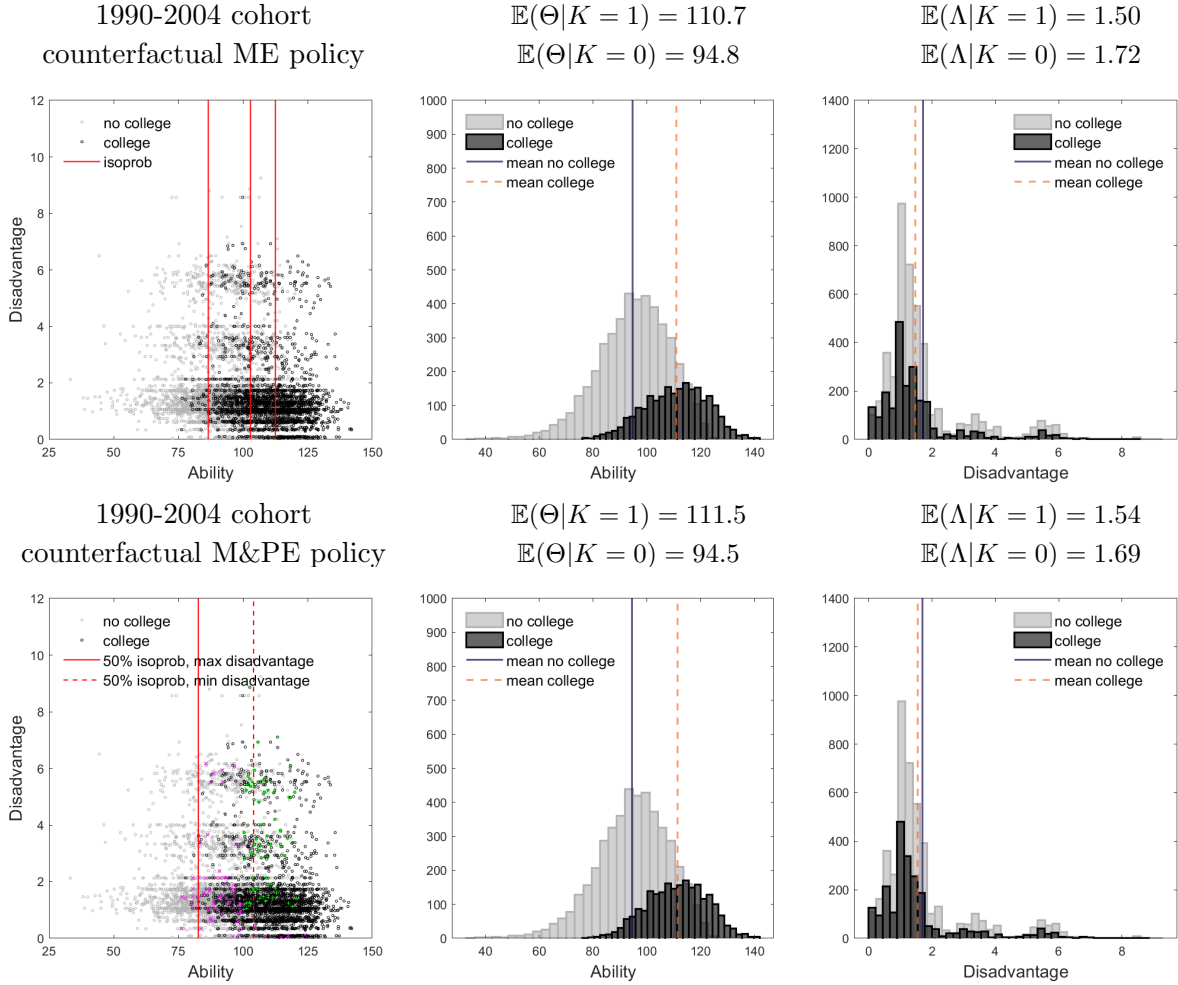 1990-2004 cohort
counterfactual ME policy
𝔼(Θ|K = 1) = 110.7
𝔼(Θ|K = 0) = 94.8
𝔼(Λ|K = 1) = 1.50
𝔼(Λ|K = 0) = 1.72
12
10
8
6
4
2
0
Disadvantage
no college
college
isoprob
25
50
75
100
125
150
Ability
1000
900
800
700
600
500
400
300
200
100
0
no college
college
mean no college
mean college
40
60
80
100
120
140
Ability
1400
1200
1000
800
600
400
200
0
no college
college
mean no college
mean college
0
2
4
6
8
Disadvantage
1990-2004 cohort
counterfactual M&PE policy
𝔼(Θ|K = 1) = 111.5
𝔼(Θ|K = 0) = 94.5
𝔼(Λ|K = 1) = 1.54
𝔼(Λ|K = 0) = 1.69
12
10
8
6
4
2
0
Disadvantage
no college
college
50% isoprob, max disadvantage
50% isoprob, min disadvantage
25
50
75
100
125
150
Ability
1000
900
800
700
600
500
400
300
200
100
0
no college
college
mean no college
mean college
40
60
80
100
120
140
Ability
1400
1200
1000
800
600
400
200
0
no college
college
mean no college
mean college
0
2
4
6
8
Disadvantage